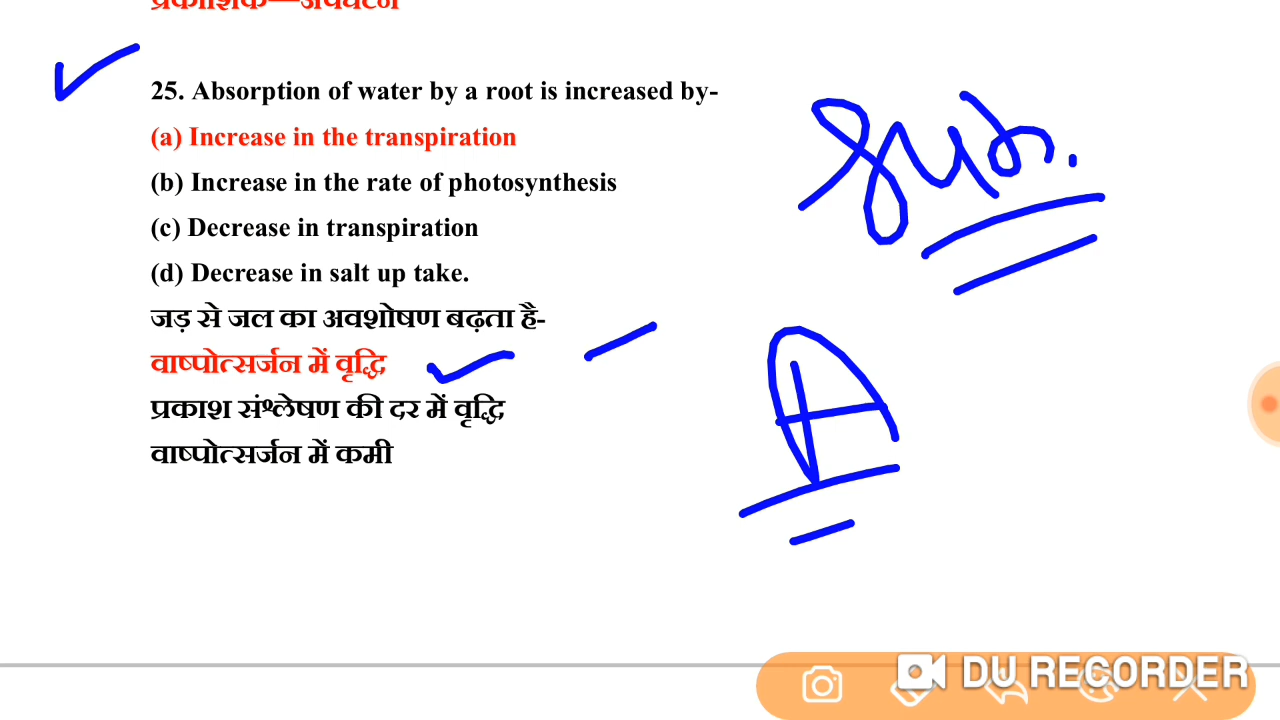 प्रकाशिक—अपघटन
25. Absorption of water by a root is increased by-
(a) Increase in the transpiration
(b) Increase in the rate of photosynthesis
(c) Decrease in transpiration
(d) Decrease in salt up take.
जड़ से जल का अवशोषण बढ़ता है-
वाष्पोत्सर्जन में वृद्धि
प्रकाश संश्लेषण की दर में वृद्धि
वाष्पोत्सर्जन में कमी
A
DU RECORDER